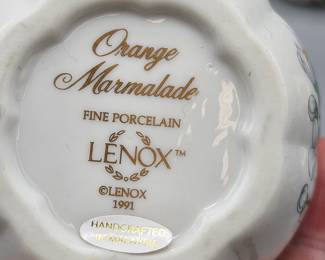 Orange
Marmalade
FINE PORCELAIN
LENOX™
©LENOX
1991
HANDCRAFTED